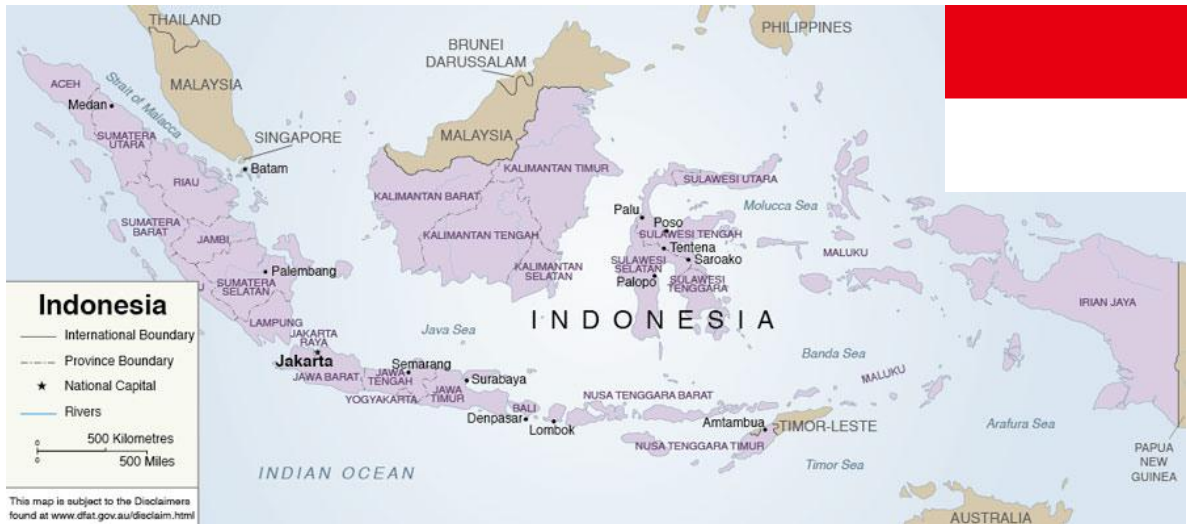 THAILAND
PHILIPPINES
BRUNEI
DARUSSALAM
ACEH
MALAYSIA
Strait of Malacca
Medan
SUMATERA
UTARA
SINGAPORE
MALAYSIA
Batam
RIAU
KALIMANTAN TIMUR
SULAWESI UTARA
KALIMANTAN BARAT
Molucca Sea
Palu
Poso
SUMATERA
BARAT
JAMBI
KALIMANTAN TENGAH
SULAWESI TENGAH
Tentena
MALUKU
Saroako
Palembang
KALIMANTAN
SELATAN
SULAWESI
SELATAN
Palopo
SULAWESI
TENGGARA
SUMATERA
SELATAN
IRIAN JAYA
LAMPUNG
INDONESIA
JAKARTA
RAYA
Java Sea
Jakarta
Semarang
Banda Sea
JAWA BARAT
JAWA
TENGAH
Surabaya
MALUKU
YOGYAKARTA
JAWA
TIMUR
BALI
NUSA TENGGARA BARAT
Denpasar
Lombok
Amtambua
TIMOR-LESTE
Arafura Sea
NUSA TENGGARA TIMUR
PAPUA
NEW
GUINEA
Timor Sea
INDIAN OCEAN
AUSTRALIA
Indonesia
International Boundary
Province Boundary
National Capital
Rivers
0 500 Kilometres
0 500 Miles
This map is subject to the Disclaimers
found at www.dfat.gov.au/disclaim.html